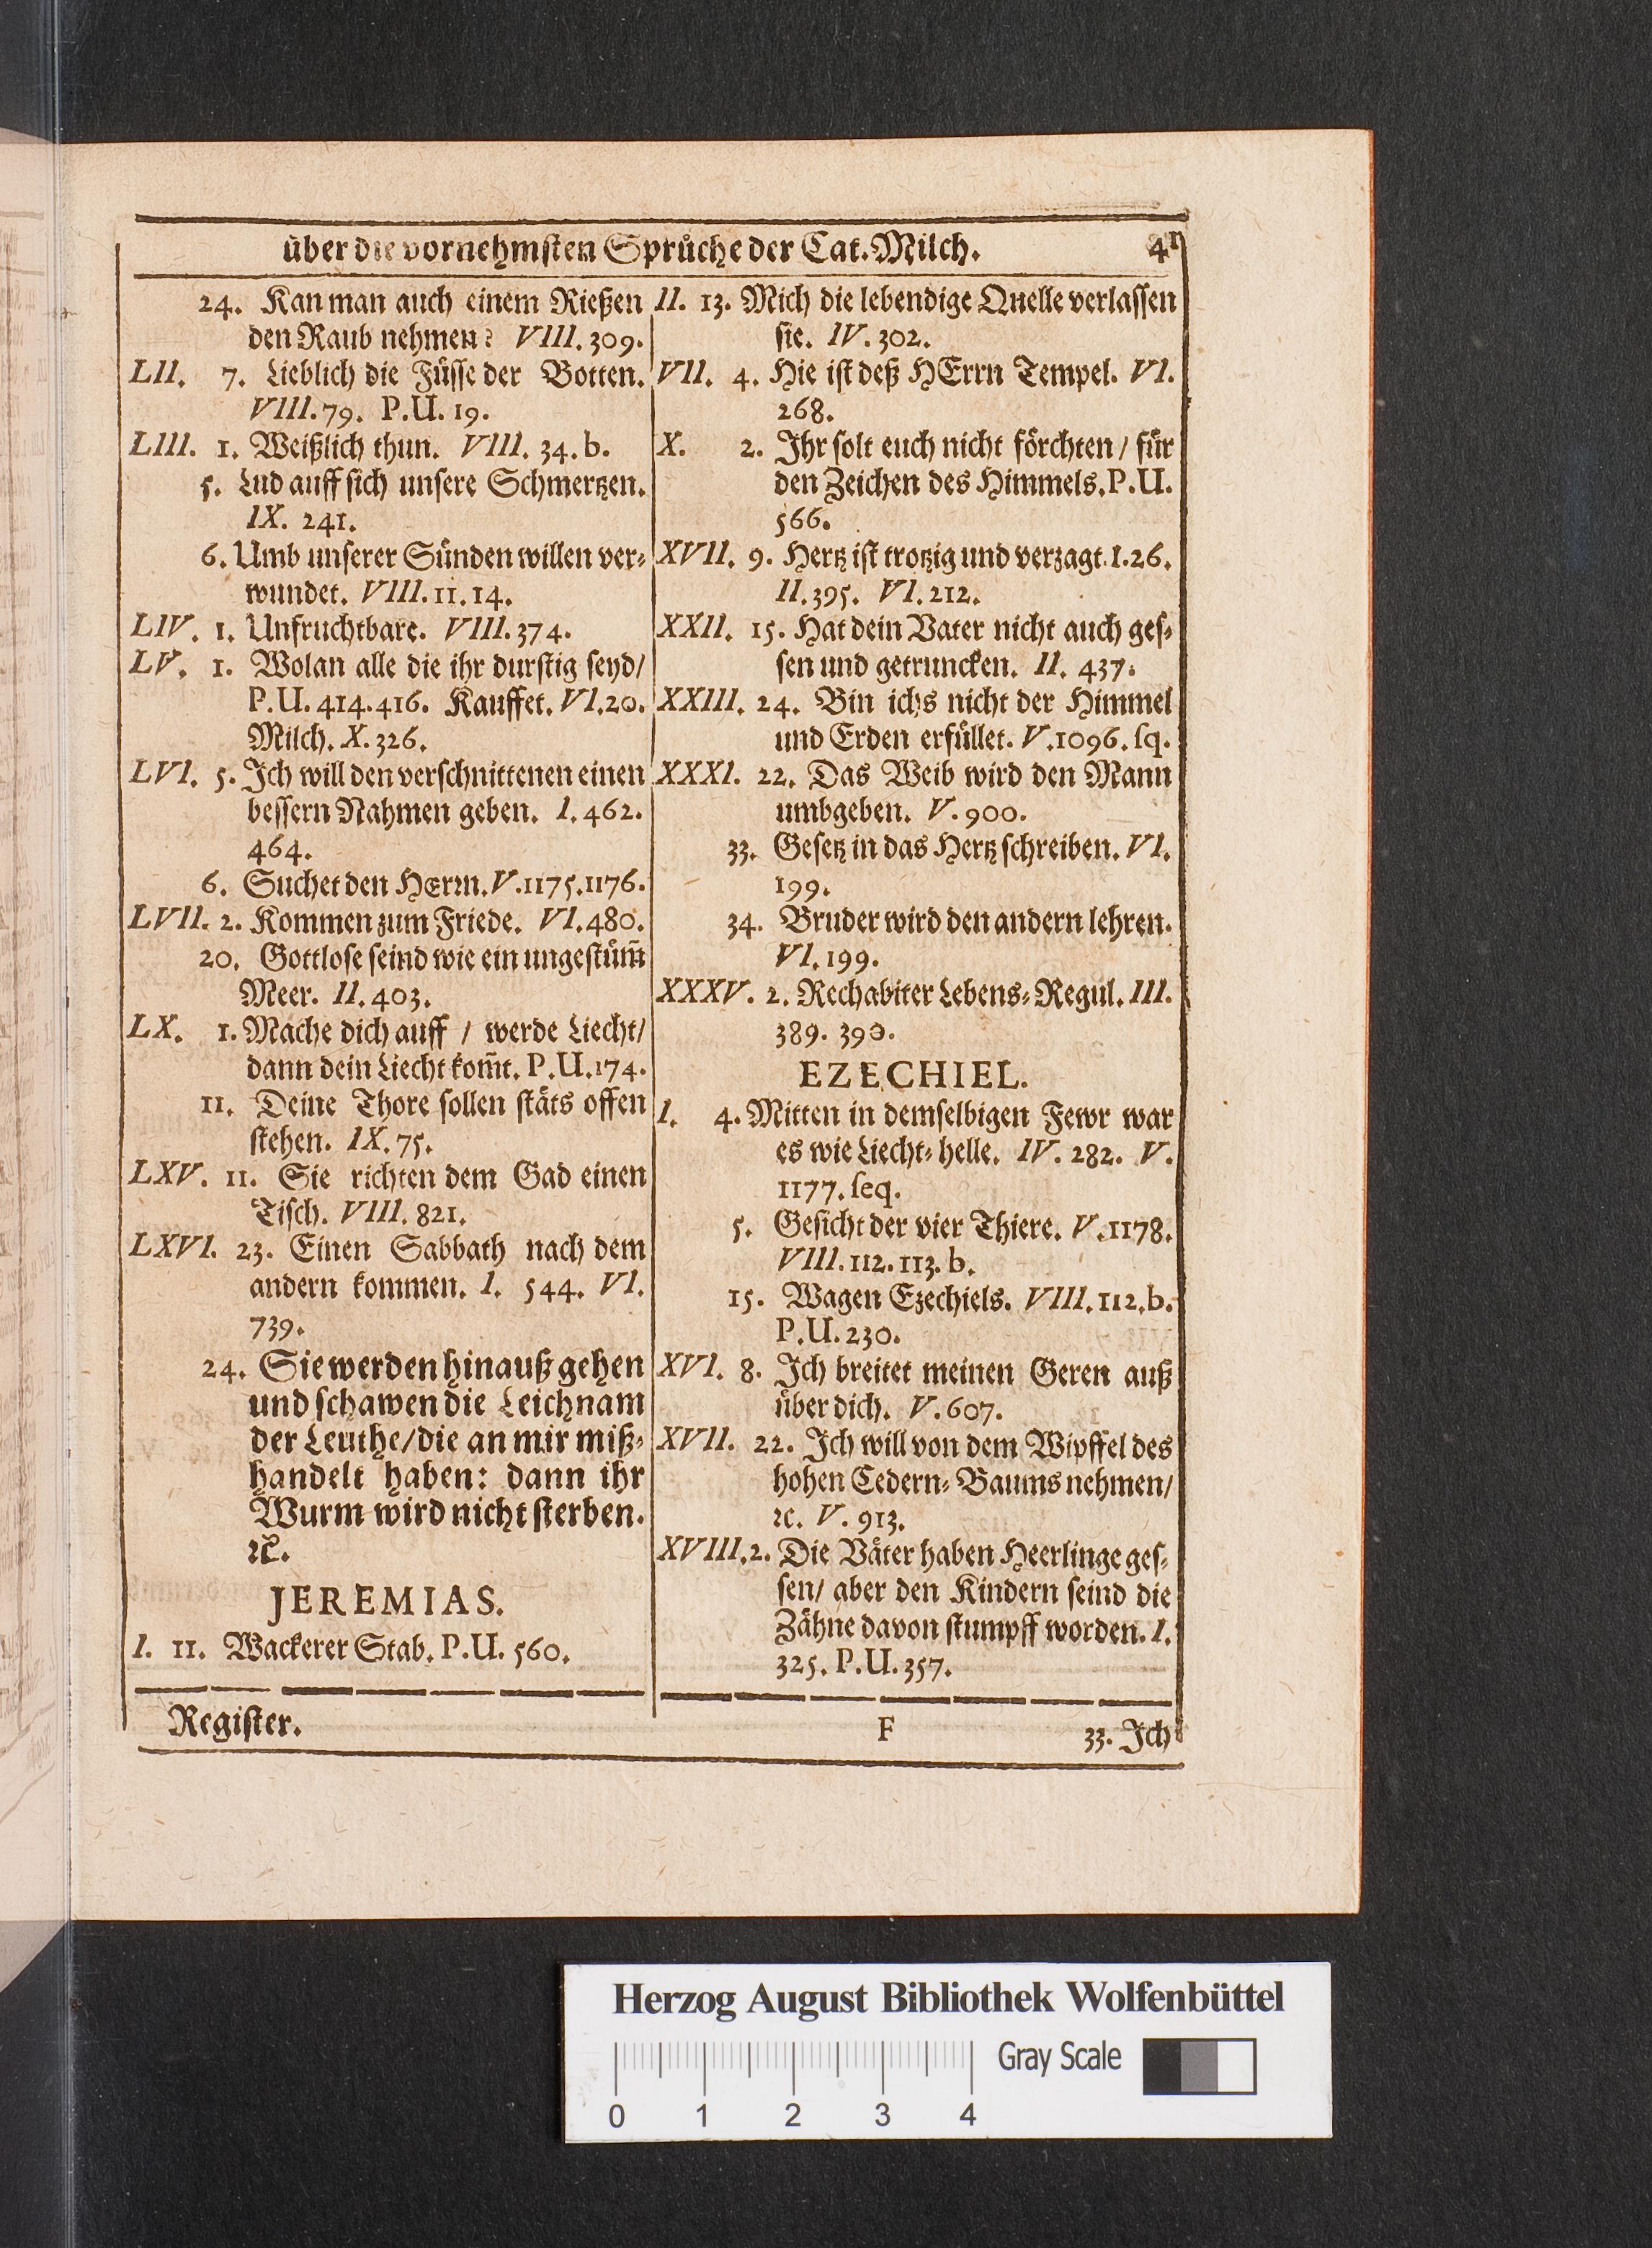 über die vornehmsten Sprüche der Cat. Milch. 41
24. Kan man auch einem Rießen
den Raub nehmen? VIII. 309.
LII. 7. Lieblich die Füsse der Botten.
VIII. 79. P.U. 19.
LIII. 1. Weißlich thun. VIII. 34. b.
5. Lud auff sich unsere Schmertzen.
IX. 241.
6. Umb unserer Sünden willen ver-
wundet. VIII. 11. 14.
LIV. 1. Unfruchtbare. VIII. 374.
LV. 1. Wolan alle die ihr durstig seyd/
P.U. 414. 416. Kauffet. VI. 20.
Milch. X. 326.
LVI. 5. Ich will den verschnittenen einen
bessern Nahmen geben. I. 462.
464.
6. Suchet den HErrn. V. 1175. 1176.
LVII. 2. Kommen zum Friede. VI. 480.
20. Gottlose seind wie ein ungestüm̃
Meer. II. 403.
LX. 1. Mache dich auff / werde Liecht/
dann dein Liecht kom̃t. P.U. 174.
11. Deine Thore sollen stäts offen
stehen. IX. 75.
LXV. 11. Sie richten dem Gad einen
Tisch. VIII. 821.
LXVI. 23. Einen Sabbath nach dem
andern kommen. I. 544. VI.
739.
24. Sie werden hinauß gehen
und schawen die Leichnam
der Leuthe/die an mir miß-
handelt haben: dann ihr
Wurm wird nicht sterben.
ꝛc.
JEREMIAS.
I. 11. Wackerer Stab. P.U. 560.
II. 13. Mich die lebendige Quelle verlassen
sie. IV. 302.
VII. 4. Hie ist deß HErrn Tempel. VI.
268.
X. 2. Ihr solt euch nicht förchten / für
den Zeichen des Himmels. P.U.
566.
XVII. 9. Hertz ist trotzig und verzagt. I. 26.
II. 395. VI. 212.
XXII. 15. Hat dein Vater nicht auch ges-
sen und getruncken. II. 437.
XXIII. 24. Bin ichs nicht der Himmel
und Erden erfüllet. V. 1096. sq.
XXXI. 22. Das Weib wird den Mann
umbgeben. V. 900.
33. Gesetz in das Hertz schreiben. VI.
199.
34. Bruder wird den andern lehren.
VI. 199.
XXXV. 2. Rechabiter Lebens-Regul. III.
389. 390.
EZECHIEL.
I. 4. Mitten in demselbigen Fewr war
es wie Liecht-helle. IV. 282. V.
1177. seq.
5. Gesicht der vier Thiere. V. 1178.
VIII. 112. 113. b.
15. Wagen Ezechiels. VIII. 112. b.
P.U. 230.
XVI. 8. Ich breitet meinen Geren auß
über dich. V. 607.
XVII. 22. Ich will von dem Wipffel des
hohen Cedern-Baums nehmen/
ꝛc. V. 913.
XVIII. 2. Die Väter haben Heerlinge ges-
sen/ aber den Kindern seind die
Zähne davon stumpff worden. I.
325. P.U. 357.
Register. F 33. Ich
Herzog August Bibliothek Wolfenbüttel
Gray Scale
0 1 2 3 4